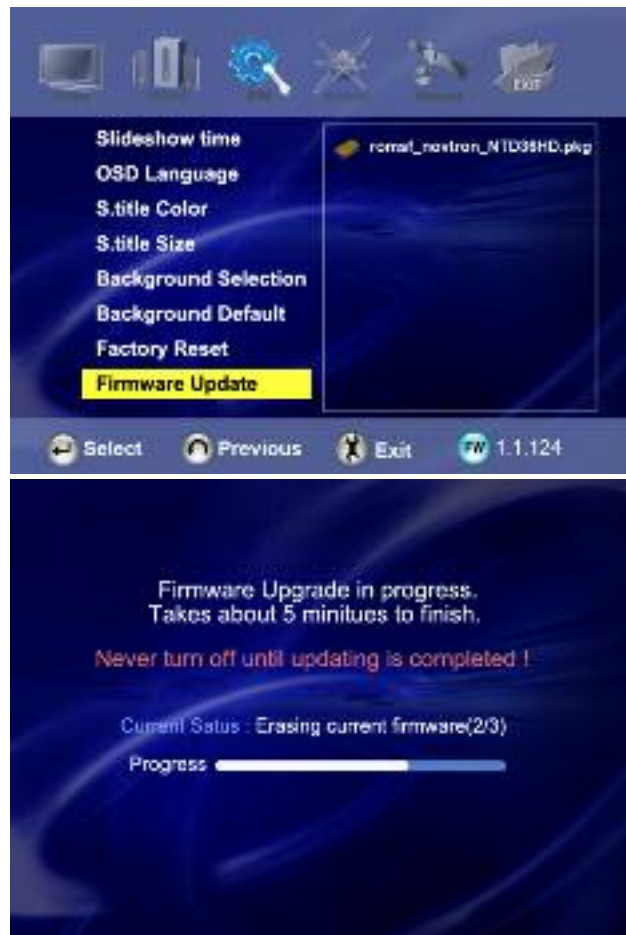 EXIT
Slideshow time
romsf_novtron_NTD36HD.pkg
OSD Language
S.title Color
S.title Size
Background Selection
Background Default
Factory Reset
Firmware Update
Select Previous Exit FW 1.1.124
Firmware Upgrade in progress.
Takes about 5 minitues to finish.
Never turn off until updating is completed !
Current Satus : Erasing current firmware(2/3)
Progress